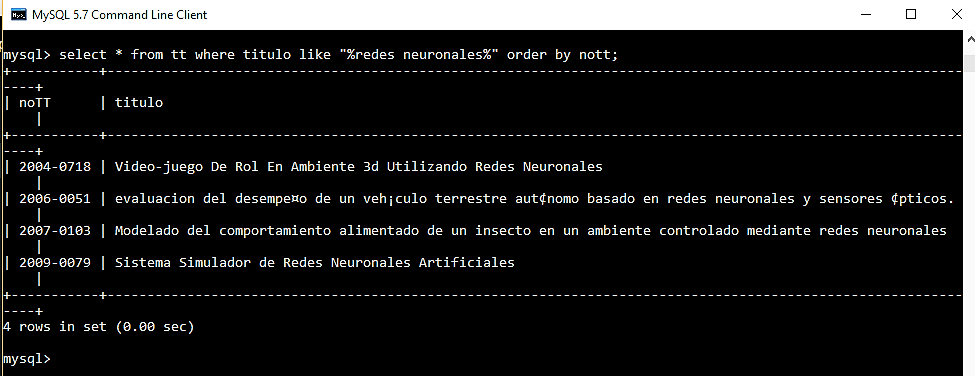 MySQL 5.7 Command Line Client
mysql> select * from tt where titulo like "%redes neuronales%" order by nott;
+-----------+-----------------------------------------------------------------------------------------------------------
----+
| noTT      | titulo
    |
+-----------+-----------------------------------------------------------------------------------------------------------
----+
| 2004-0718 | Video-juego De Rol En Ambiente 3d Utilizando Redes Neuronales
    |
| 2006-0051 | evaluacion del desempe¤o de un veh¡culo terrestre aut¢nomo basado en redes neuronales y sensores ¢pticos.
    |
| 2007-0103 | Modelado del comportamiento alimentado de un insecto en un ambiente controlado mediante redes neuronales
    |
| 2009-0079 | Sistema Simulador de Redes Neuronales Artificiales
    |
+-----------+-----------------------------------------------------------------------------------------------------------
----+
4 rows in set (0.00 sec)
mysql>